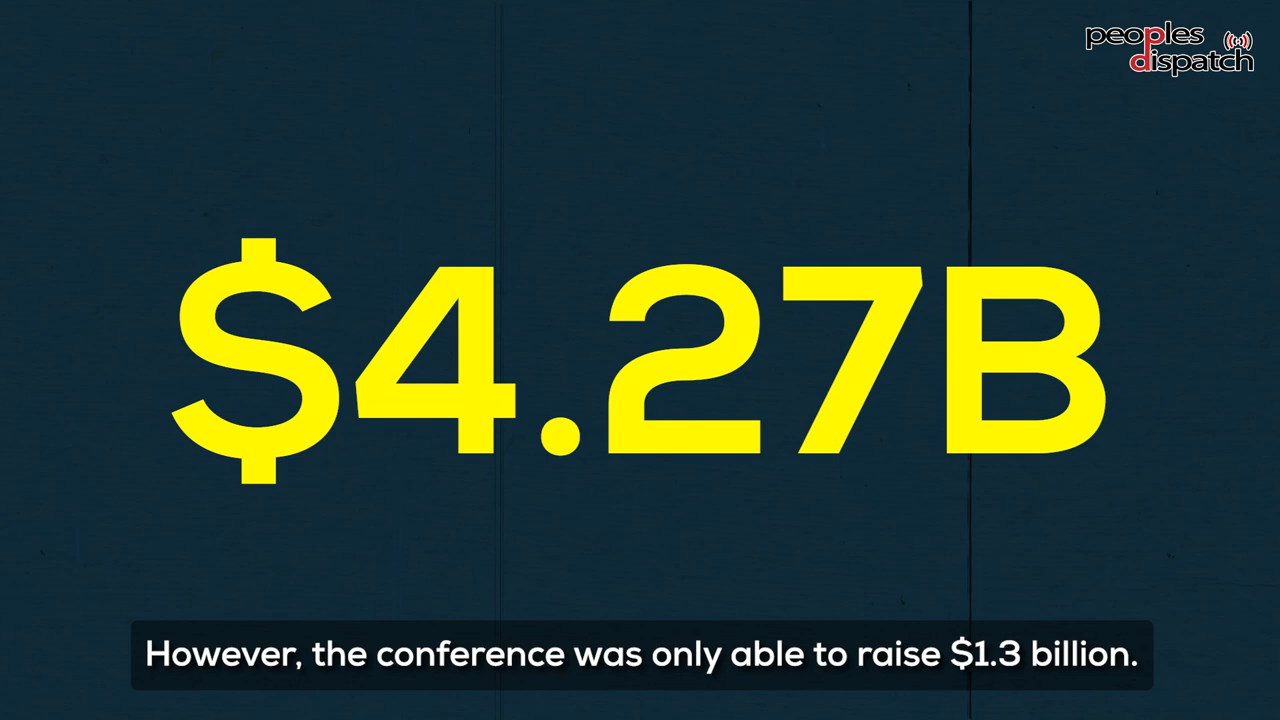 peoples
dispatch
$4.27B
However, the conference was only able to raise $1.3 billion.